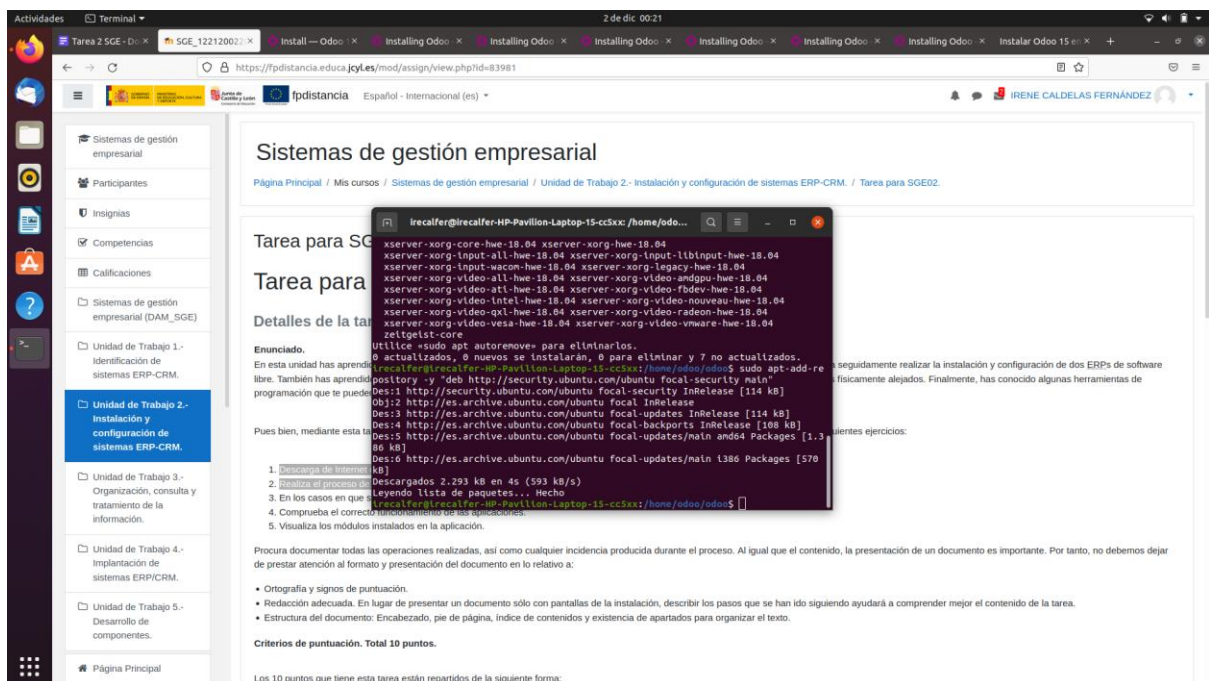 Actividades
Terminal
2 de dic 00:21
Tarea 2 SGE - Do
SGE_122120022
Install — Odoo 1
Installing Odoo
Installing Odoo
Installing Odoo
Installing Odoo
Installing Odoo
Installing Odoo
Instalar Odoo 15 en
https://fpdistancia.educa.jcyl.es/mod/assign/view.php?id=83981
Junta de Castilla y León
fpdistancia
Español - Internacional (es)
IRENE CALDELAS FERNÁNDEZ
Sistemas de gestión
empresarial
Participantes
Insignias
Competencias
Calificaciones
Sistemas de gestión
empresarial (DAM_SGE)
Unidad de Trabajo 1.-
Identificación de
sistemas ERP-CRM.
Unidad de Trabajo 2.-
Instalación y
configuración de
sistemas ERP-CRM.
Unidad de Trabajo 3.-
Organización, consulta y
tratamiento de la
información.
Unidad de Trabajo 4.-
Implantación de
sistemas ERP/CRM.
Unidad de Trabajo 5.-
Desarrollo de
componentes.
Página Principal
Sistemas de gestión empresarial
Página Principal / Mis cursos / Sistemas de gestión empresarial / Unidad de Trabajo 2.- Instalación y configuración de sistemas ERP-CRM. / Tarea para SGE02.
Tarea para SG
Tarea para
Detalles de la tar
Enunciado.
En esta unidad has aprendid
seguidamente realizar la instalación y configuración de dos ERPs de software
libre. También has aprendid
físicamente alejados. Finalmente, has conocido algunas herramientas de
programación que te puede
Pues bien, mediante esta ta
uientes ejercicios:
1. Descarga de Internet
2. Realiza el proceso de
3. En los casos en que s
4. Comprueba el correcto funcionamiento de las aplicaciones.
5. Visualiza los módulos instalados en la aplicación.
irecalfer@irecalfer-HP-Pavilion-Laptop-15-cc5xx: /home/odo...
xserver-xorg-core-hwe-18.04 xserver-xorg-hwe-18.04
xserver-xorg-input-all-hwe-18.04 xserver-xorg-input-libinput-hwe-18.04
xserver-xorg-input-wacom-hwe-18.04 xserver-xorg-legacy-hwe-18.04
xserver-xorg-video-all-hwe-18.04 xserver-xorg-video-amdgpu-hwe-18.04
xserver-xorg-video-ati-hwe-18.04 xserver-xorg-video-fbdev-hwe-18.04
xserver-xorg-video-intel-hwe-18.04 xserver-xorg-video-nouveau-hwe-18.04
xserver-xorg-video-qxl-hwe-18.04 xserver-xorg-video-radeon-hwe-18.04
xserver-xorg-video-vesa-hwe-18.04 xserver-xorg-video-vmware-hwe-18.04
zeitgeist-core
Utilice «sudo apt autoremove» para eliminarlos.
0 actualizados, 0 nuevos se instalarán, 0 para eliminar y 7 no actualizados.
irecalfer@irecalfer-HP-Pavilion-Laptop-15-cc5xx:/home/odoo/odoo$ sudo apt-add-re
pository -y "deb http://security.ubuntu.com/ubuntu focal-security main"
Des:1 http://security.ubuntu.com/ubuntu focal-security InRelease [114 kB]
Obj:2 http://es.archive.ubuntu.com/ubuntu focal InRelease
Des:3 http://es.archive.ubuntu.com/ubuntu focal-updates InRelease [114 kB]
Des:4 http://es.archive.ubuntu.com/ubuntu focal-backports InRelease [108 kB]
Des:5 http://es.archive.ubuntu.com/ubuntu focal-updates/main amd64 Packages [1.3
86 kB]
Des:6 http://es.archive.ubuntu.com/ubuntu focal-updates/main i386 Packages [570
kB]
Descargados 2.293 kB en 4s (593 kB/s)
Leyendo lista de paquetes... Hecho
irecalfer@irecalfer-HP-Pavilion-Laptop-15-cc5xx:/home/odoo/odoo$
Procura documentar todas las operaciones realizadas, así como cualquier incidencia producida durante el proceso. Al igual que el contenido, la presentación de un documento es importante. Por tanto, no debemos dejar
de prestar atención al formato y presentación del documento en lo relativo a:
• Ortografía y signos de puntuación.
• Redacción adecuada. En lugar de presentar un documento sólo con pantallas de la instalación, describir los pasos que se han ido siguiendo ayudará a comprender mejor el contenido de la tarea.
• Estructura del documento: Encabezado, pie de página, índice de contenidos y existencia de apartados para organizar el texto.
Criterios de puntuación. Total 10 puntos.
Los 10 puntos que tiene esta tarea están repartidos de la siguiente forma: